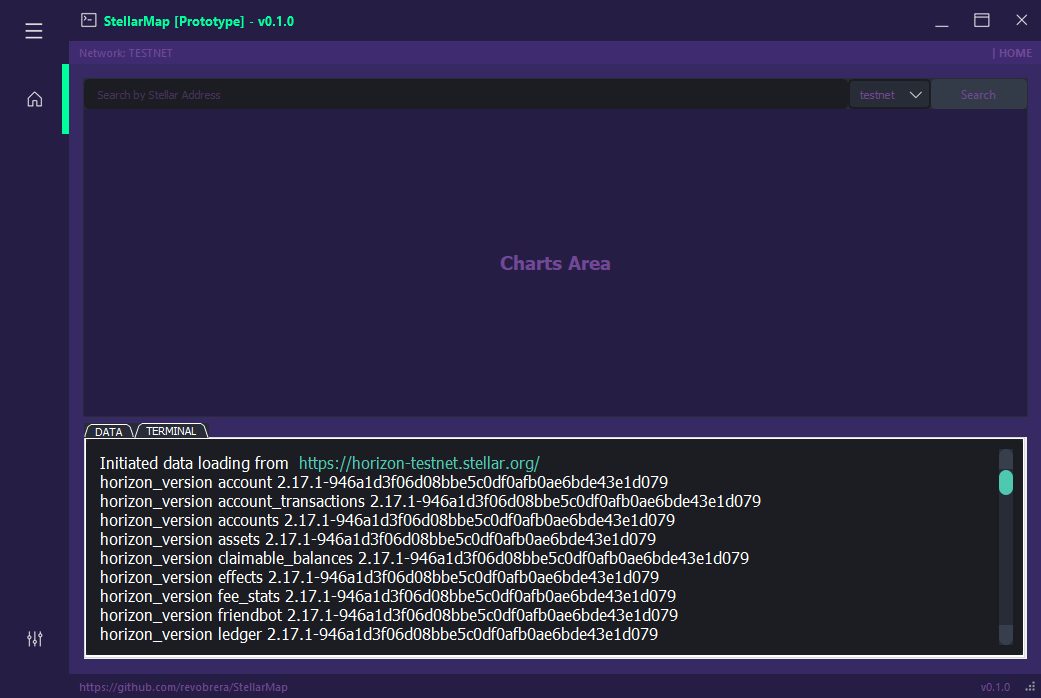 StellarMap [Prototype] - v0.1.0
Network: TESTNET | HOME
Search by Stellar Address testnet Search
Charts Area
DATA TERMINAL
Initiated data loading from https://horizon-testnet.stellar.org/
horizon_version account 2.17.1-946a1d3f06d08bbe5c0df0afb0ae6bde43e1d079
horizon_version account_transactions 2.17.1-946a1d3f06d08bbe5c0df0afb0ae6bde43e1d079
horizon_version accounts 2.17.1-946a1d3f06d08bbe5c0df0afb0ae6bde43e1d079
horizon_version assets 2.17.1-946a1d3f06d08bbe5c0df0afb0ae6bde43e1d079
horizon_version claimable_balances 2.17.1-946a1d3f06d08bbe5c0df0afb0ae6bde43e1d079
horizon_version effects 2.17.1-946a1d3f06d08bbe5c0df0afb0ae6bde43e1d079
horizon_version fee_stats 2.17.1-946a1d3f06d08bbe5c0df0afb0ae6bde43e1d079
horizon_version friendbot 2.17.1-946a1d3f06d08bbe5c0df0afb0ae6bde43e1d079
horizon_version ledger 2.17.1-946a1d3f06d08bbe5c0df0afb0ae6bde43e1d079
https://github.com/revobrera/StellarMap v0.1.0